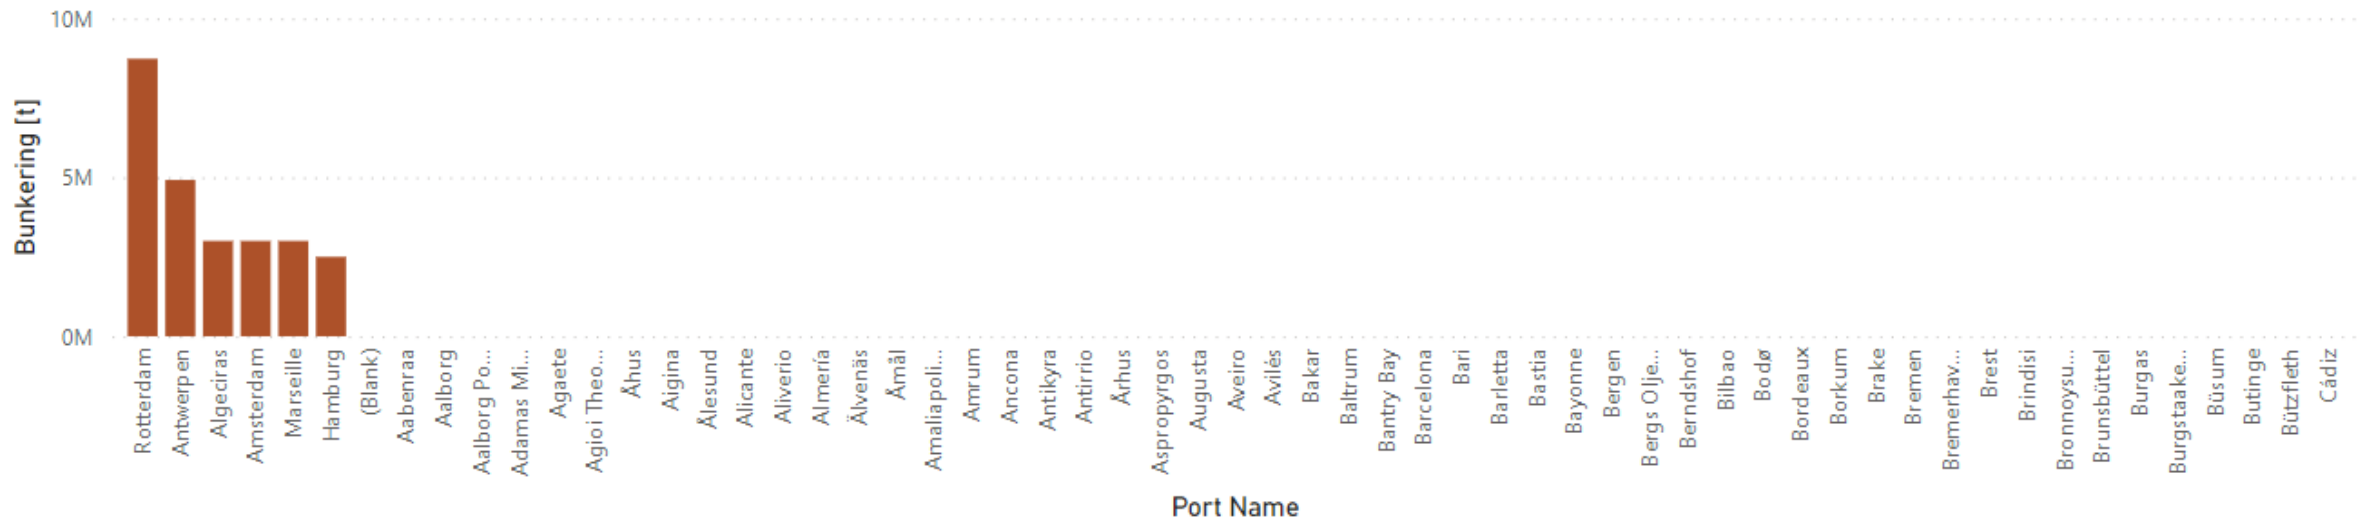 10M
5M
0M
Bunkering [t]
Rotterdam
Antwerpen
Algeciras
Amsterdam
Marseille
Hamburg
(Blank)
Aabenraa
Aalborg
Aalborg Po...
Adamas Mi...
Agaete
Agioi Theo...
Åhus
Aigina
Ålesund
Alicante
Aliverio
Almería
Älvenäs
Åmål
Amaliapoli...
Amrum
Ancona
Antikyra
Antirrio
Århus
Aspropyrgos
Augusta
Aveiro
Avilés
Bakar
Baltrum
Bantry Bay
Barcelona
Bari
Barletta
Bastia
Bayonne
Bergen
Bergs Olje...
Berndshof
Bilbao
Bodø
Bordeaux
Borkum
Brake
Bremen
Bremerhav...
Brest
Brindisi
Bronnoysu...
Brunsbüttel
Burgas
Burgstaake...
Büsum
Butinge
Bützfleth
Cádiz
Port Name